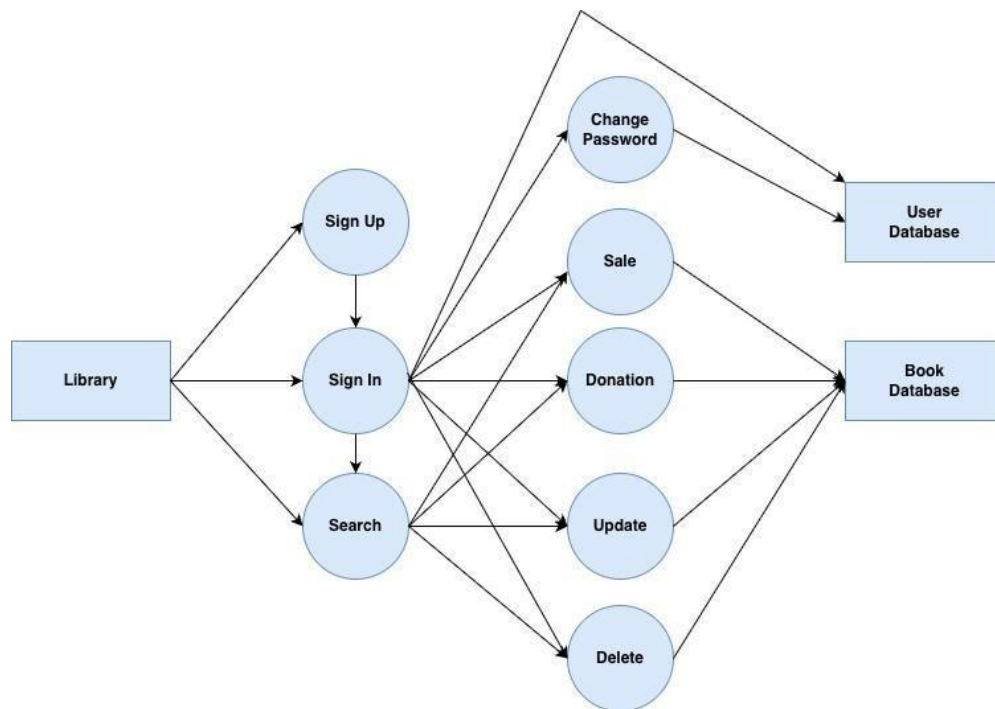 Change
Password
Sign Up
User
Database
Sale
Library
Sign In
Donation
Book
Database
Search
Update
Delete